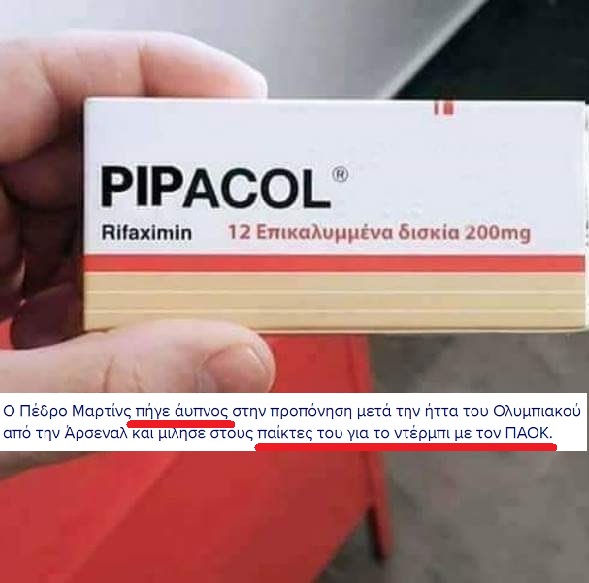 PIPACOL®
Rifaximin 12 Επικαλυμμένα δισκία 200mg
Ο Πέδρο Μαρτίνς πήγε άυπνος στην προπόνηση μετά την ήττα του Ολυμπιακού
από την Άρσεναλ και μίλησε στους παίκτες του για το ντέρμπι με τον ΠΑΟΚ.